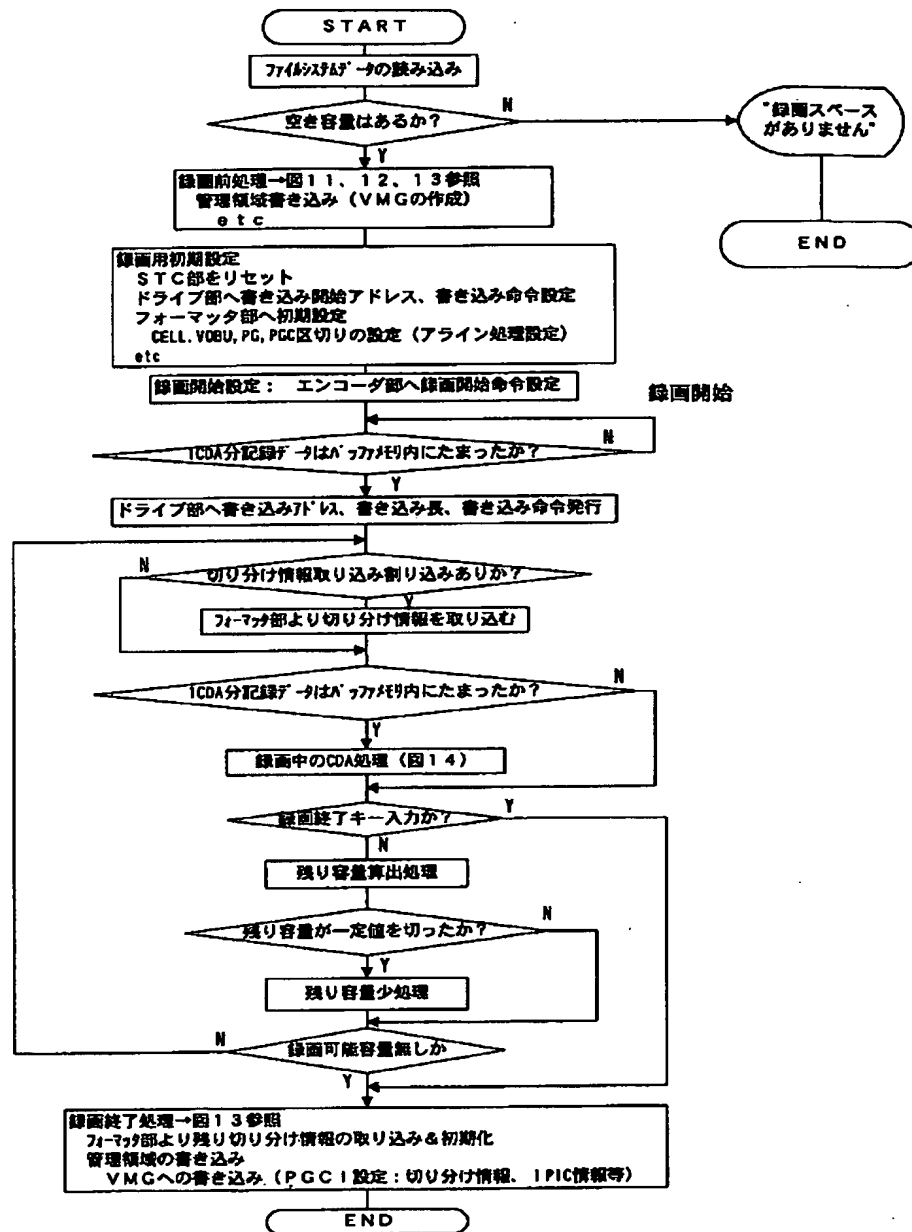 START
ファイルシステムデータの読み込み
空き容量はあるか?
N
Y
"録画スペース
がありません"
END
録画前処理→図11、12、13参照
管理領域書き込み(VMGの作成)
etc
録画用初期設定
STC部をリセット
ドライブ部へ書き込み開始アドレス、書き込み命令設定
フォーマッタ部へ初期設定
CELL.VOBU,PG,PGC区切りの設定(アライン処理設定)
etc
録画開始設定: エンコーダ部へ録画開始命令設定
録画開始
N
1CDA分記録データはバッファメモリ内にたまったか?
Y
ドライブ部へ書き込みアドレス、書き込み長、書き込み命令発行
N
切り分け情報取り込み割り込みありか?
Y
フォーマッタ部より切り分け情報を取り込む
1CDA分記録データはバッファメモリ内にたまったか?
N
Y
録画中のCDA処理(図14)
録画終了キー入力か?
Y
N
残り容量算出処理
残り容量が一定値を切ったか?
N
Y
残り容量少処理
N
録画可能容量無しか
Y
録画終了処理→図13参照
フォーマッタ部より残り切り分け情報の取り込み&初期化
管理領域の書き込み
VMGへの書き込み.(PGCI設定:切り分け情報、1PIC情報等)
END